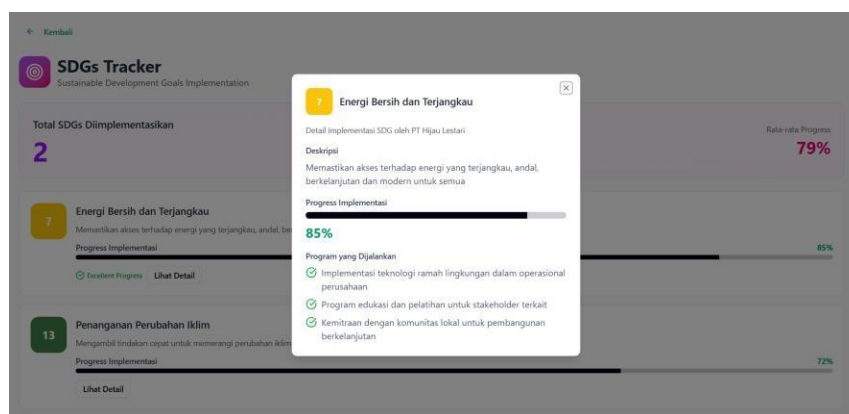 ← Kembali
SDGs Tracker
Sustainable Development Goals Implementation
Total SDGs Diimplementasikan
2
Rata-rata Progress
79%
7
Energi Bersih dan Terjangkau
Memastikan akses terhadap energi yang terjangkau, andal, be
Progress Implementasi
85%
Excellent Progress
Lihat Detail
13
Penanganan Perubahan Iklim
Mengambil tindakan cepat untuk memerangi perubahan iklim
Progress Implementasi
72%
Lihat Detail
7
Energi Bersih dan Terjangkau
Detail implementasi SDG oleh PT Hijau Lestari
Deskripsi
Memastikan akses terhadap energi yang terjangkau, andal,
berkelanjutan dan modern untuk semua
Progress Implementasi
85%
Program yang Dijalankan
Implementasi teknologi ramah lingkungan dalam operasional
perusahaan
Program edukasi dan pelatihan untuk stakeholder terkait
Kemitraan dengan komunitas lokal untuk pembangunan
berkelanjutan